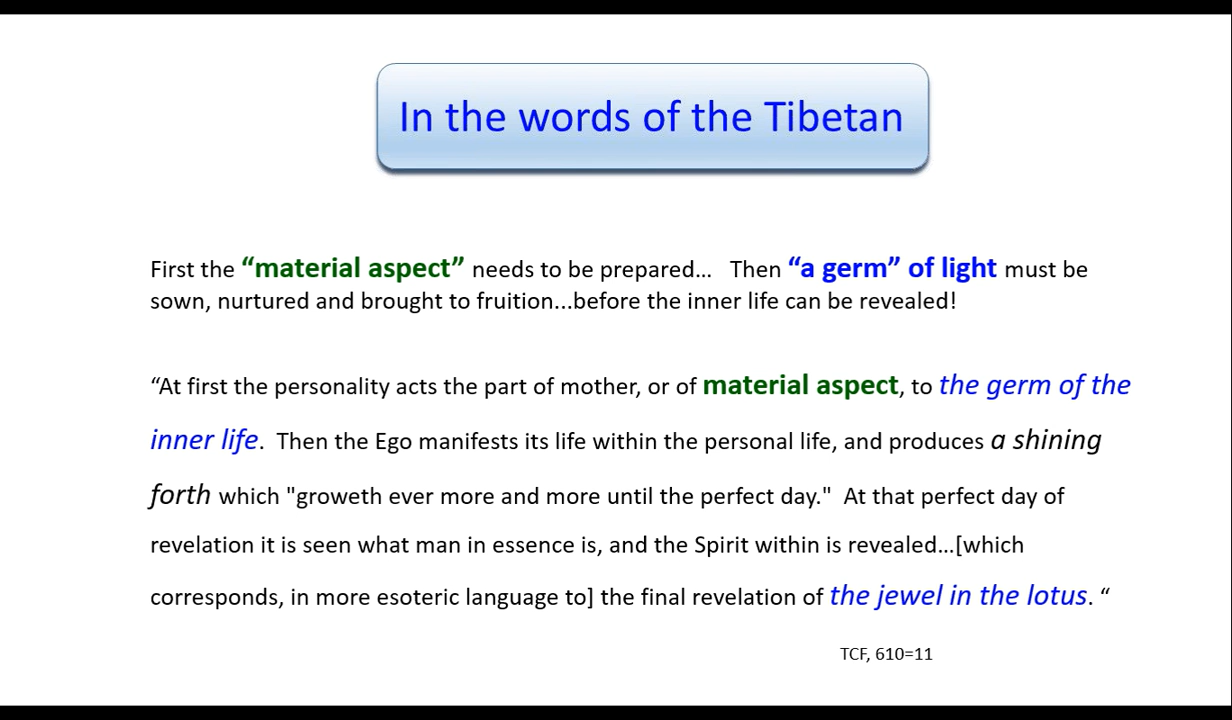 In the words of the Tibetan
First the “material aspect” needs to be prepared... Then “a germ” of light must be
sown, nurtured and brought to fruition...before the inner life can be revealed!
“At first the personality acts the part of mother, or of material aspect, to the germ of the
inner life. Then the Ego manifests its life within the personal life, and produces a shining
forth which "groweth ever more and more until the perfect day." At that perfect day of
revelation it is seen what man in essence is, and the Spirit within is revealed...[which
corresponds, in more esoteric language to] the final revelation of the jewel in the lotus. “
TCF, 610=11